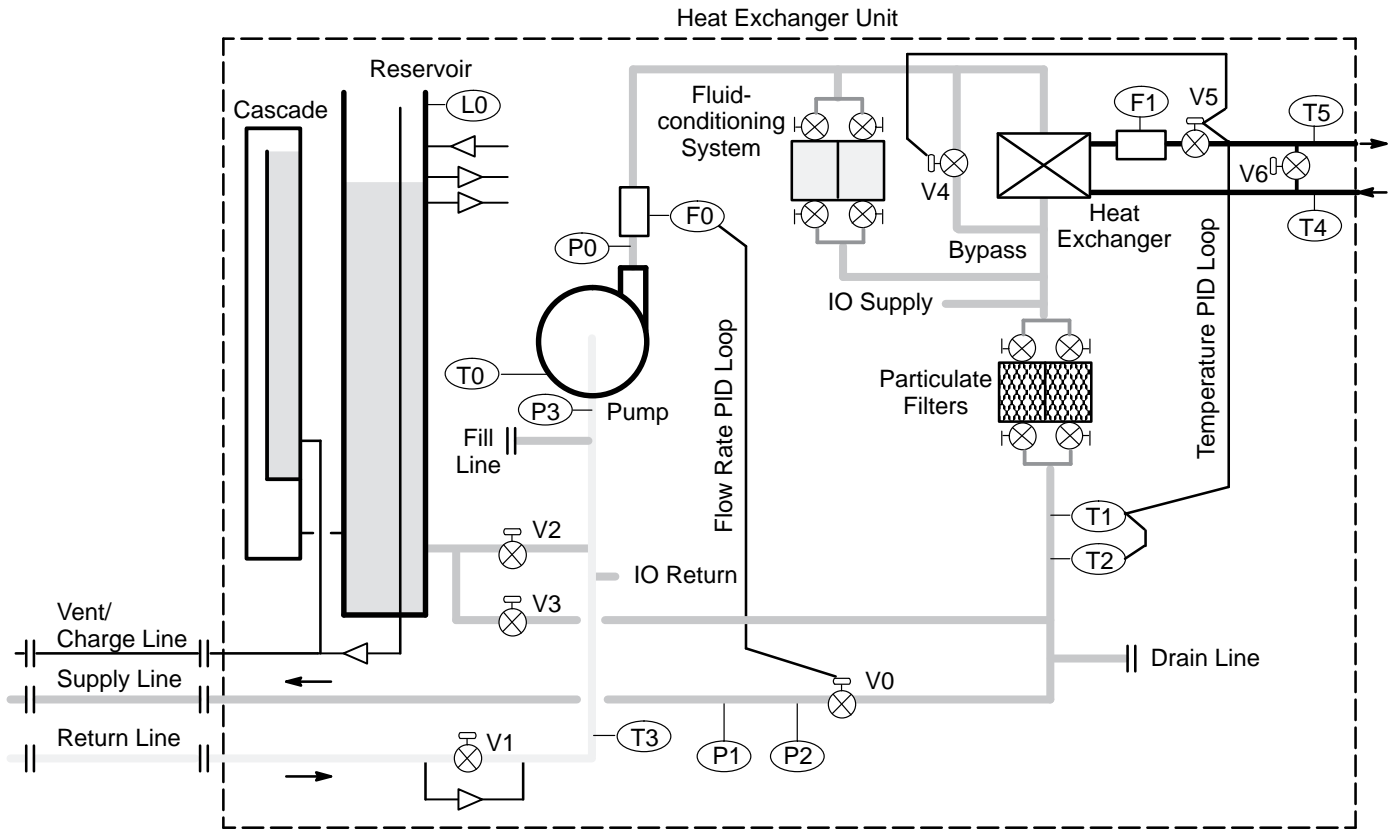 Heat Exchanger Unit
Reservoir
Cascade
L0
Fluid-
conditioning
System
F1
V5
T5
V4
V6
T4
Heat
Exchanger
Bypass
F0
P0
IO Supply
Flow Rate PID Loop
Temperature PID Loop
T0
Particulate
Filters
P3
Pump
Fill
Line
T1
T2
V2
IO Return
V3
Vent/
Charge Line
Drain Line
Supply Line
V0
Return Line
V1
T3
P1
P2